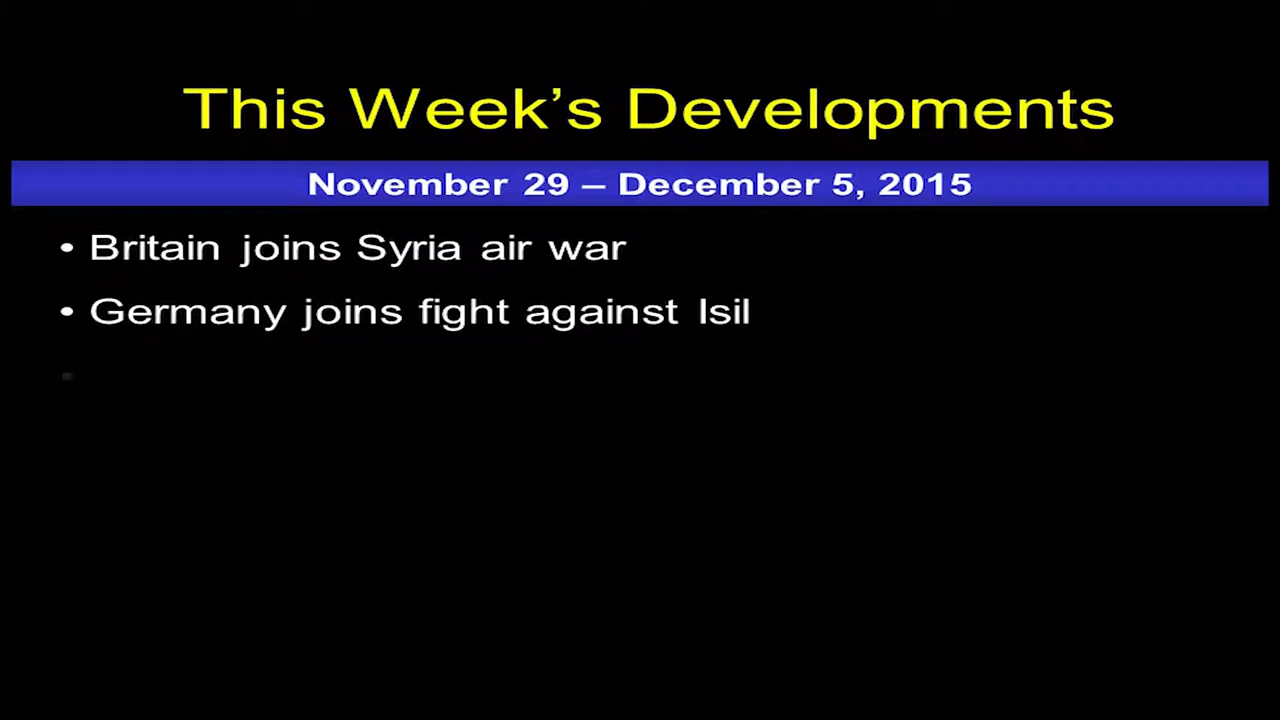 This Week’s Developments
November 29 – December 5, 2015
• Britain joins Syria air war
• Germany joins fight against Isil
•